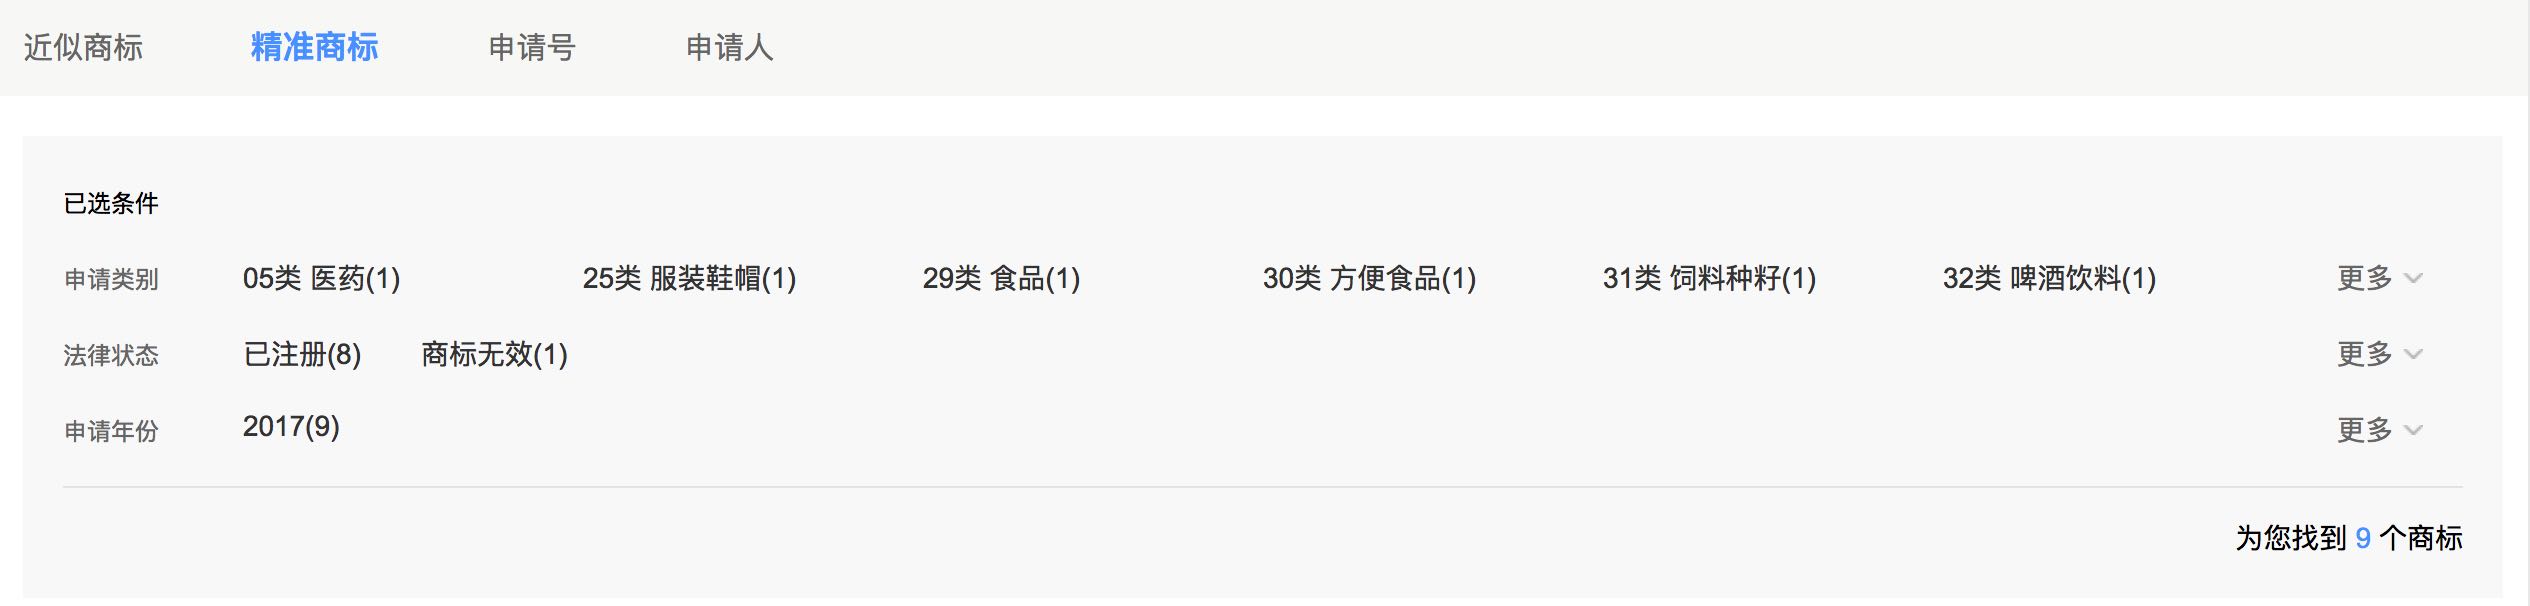 近似商标 精准商标 申请号 申请人
已选条件
申请类别 05类 医药(1) 25类 服装鞋帽(1) 29类 食品(1) 30类 方便食品(1) 31类 饲料种籽(1) 32类 啤酒饮料(1) 更多
法律状态 已注册(8) 商标无效(1) 更多
申请年份 2017(9) 更多
为您找到 9 个商标